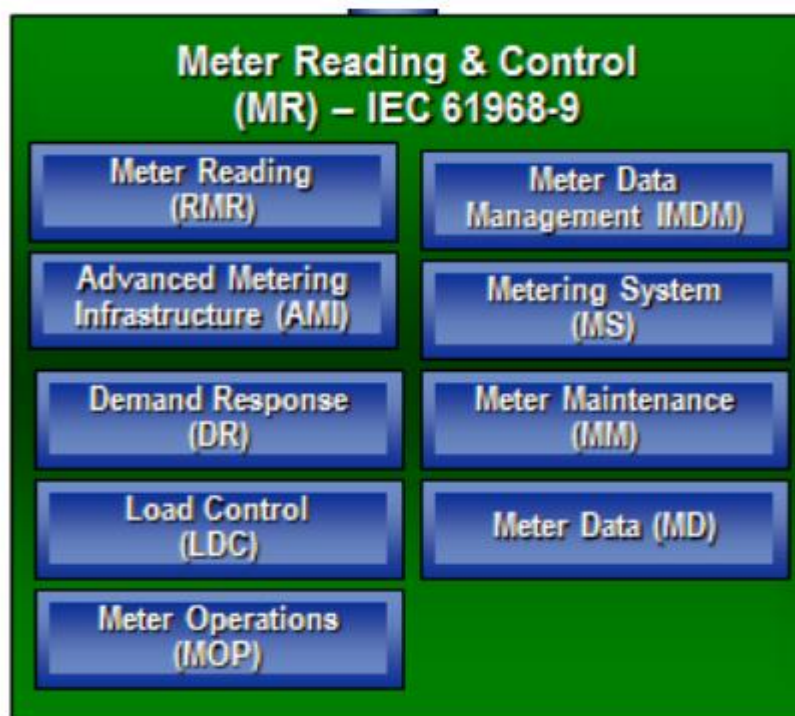 Meter Reading & Control
(MR) – IEC 61968-9
Meter Reading
(RMR)
Meter Data
Management IMDM)
Advanced Metering
Infrastructure (AMI)
Metering System
(MS)
Demand Response
(DR)
Meter Maintenance
(MM)
Load Control
(LDC)
Meter Data (MD)
Meter Operations
(MOP)